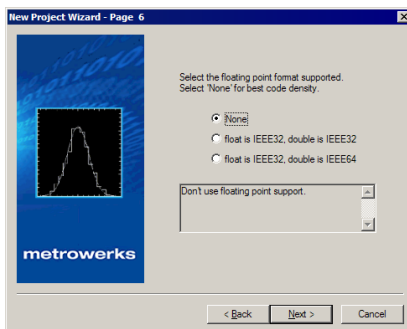 New Project Wizard - Page 6
Select the floating point format supported.
Select 'None' for best code density.
None
float is IEEE32, double is IEEE32
float is IEEE32, double is IEEE64
Don't use floating point support.
metrowerks
< Back
Next >
Cancel